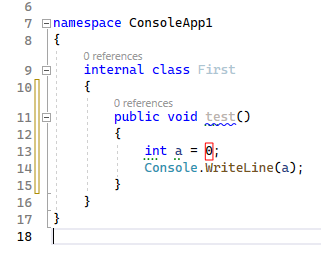 6
7 namespace ConsoleApp1
8 {
0 references
9 internal class First
10 {
0 references
11 public void test()
12 {
13 int a = 0;
14 Console.WriteLine(a);
15 }
16 }
17 }
18